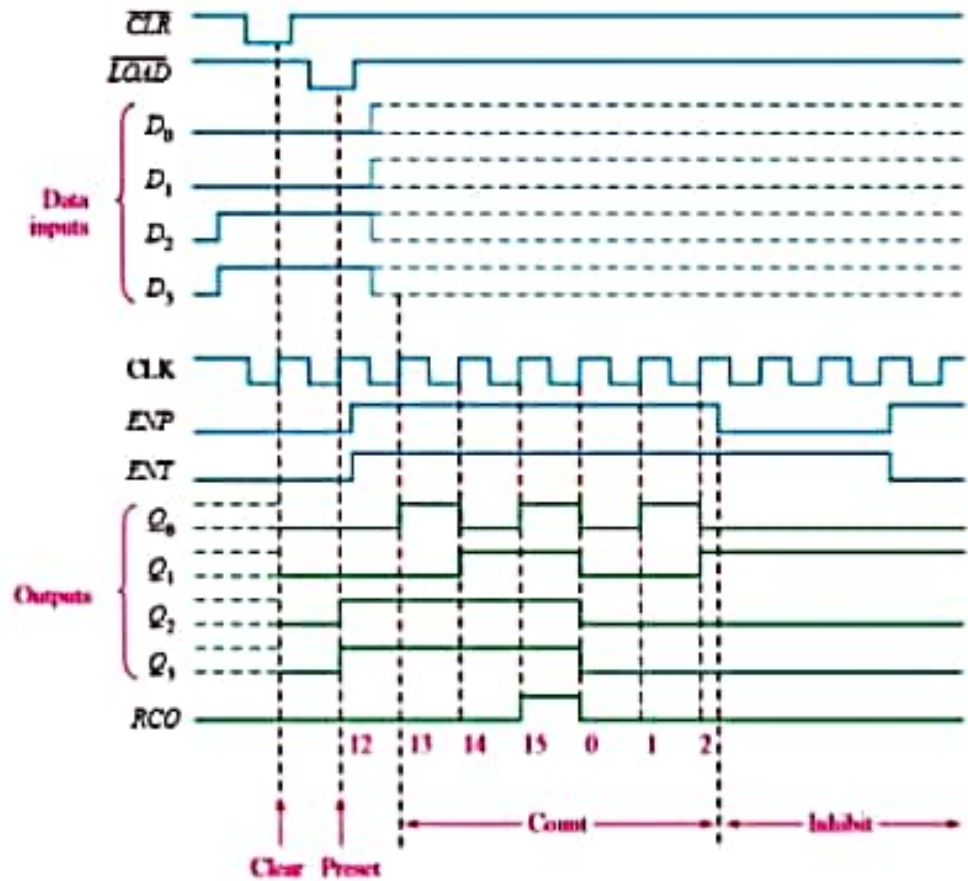 CLR
LOAD
D0
D1
Data
inputs
D2
D3
CLK
ENP
ENT
Q0
Q1
Outputs
Q2
Q3
RCO
12 13 14 15 0 1 2
Count Inhibit
Clear Preset